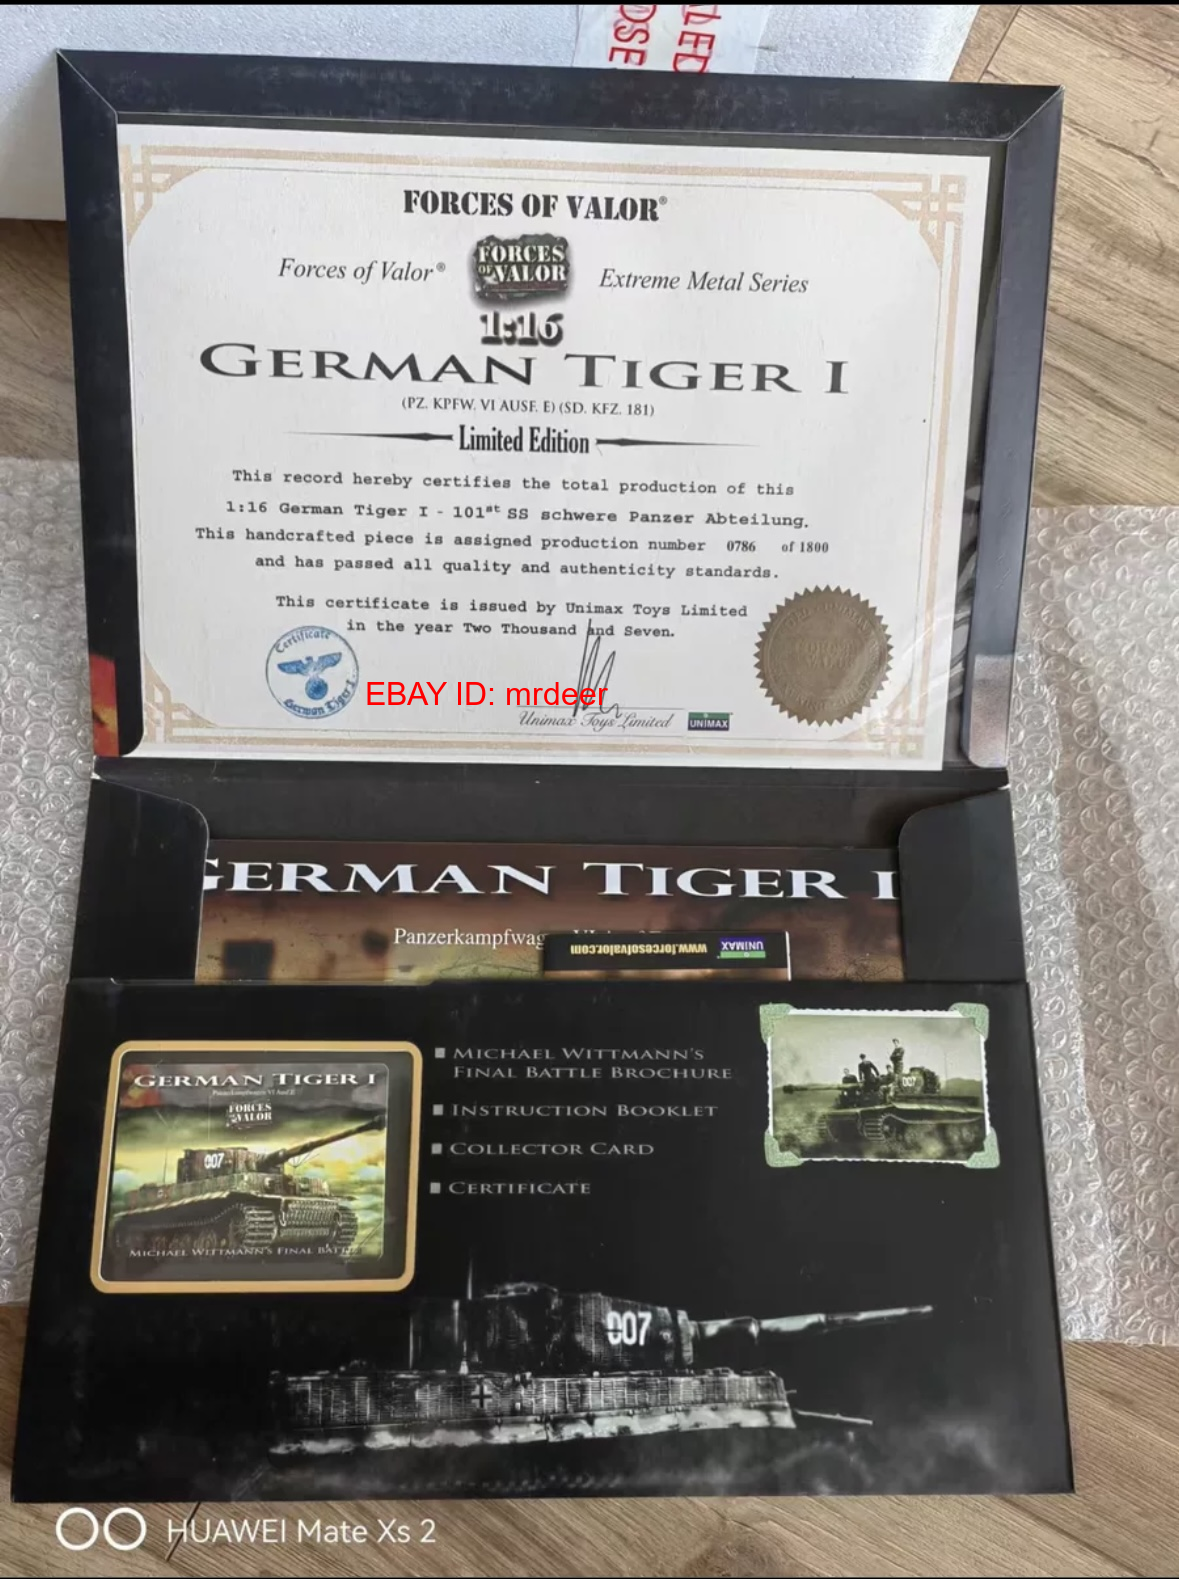 LED
OSE
FORCES OF VALOR®
Forces of Valor®
FORCES
OF VALOR
Extreme Metal Series
1:16
GERMAN TIGER I
(PZ. KPFW. VI AUSF. E) (SD. KFZ. 181)
Limited Edition
This record hereby certifies the total production of this
1:16 German Tiger I - 101st SS schwere Panzer Abteilung.
This handcrafted piece is assigned production number 0786 of 1800
and has passed all quality and authenticity standards.
This certificate is issued by Unimax Toys Limited
in the year Two Thousand and Seven.
Certificate
German Tiger I
EBAY ID: mrdeer
Unimax Toys Limited
UNIMAX
GERMAN TIGER I
Panzerkampfwag
www.forcesofvalor.com
UNIMAX
GERMAN TIGER I
Panzerkampfwagen VI Ausf.E
FORCES
OF VALOR
007
MICHAEL WITTMANN'S FINAL BATTLE
■ MICHAEL WITTMANN'S
FINAL BATTLE BROCHURE
■ INSTRUCTION BOOKLET
■ COLLECTOR CARD
■ CERTIFICATE
007
007
HUAWEI Mate Xs 2